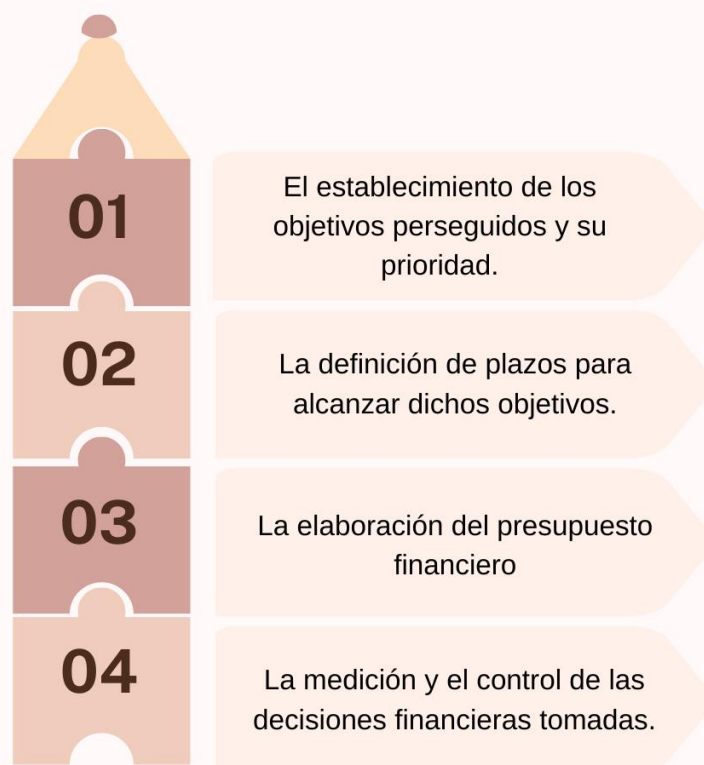 01
El establecimiento de los
objetivos perseguidos y su
prioridad.
02
La definición de plazos para
alcanzar dichos objetivos.
03
La elaboración del presupuesto
financiero
04
La medición y el control de las
decisiones financieras tomadas.